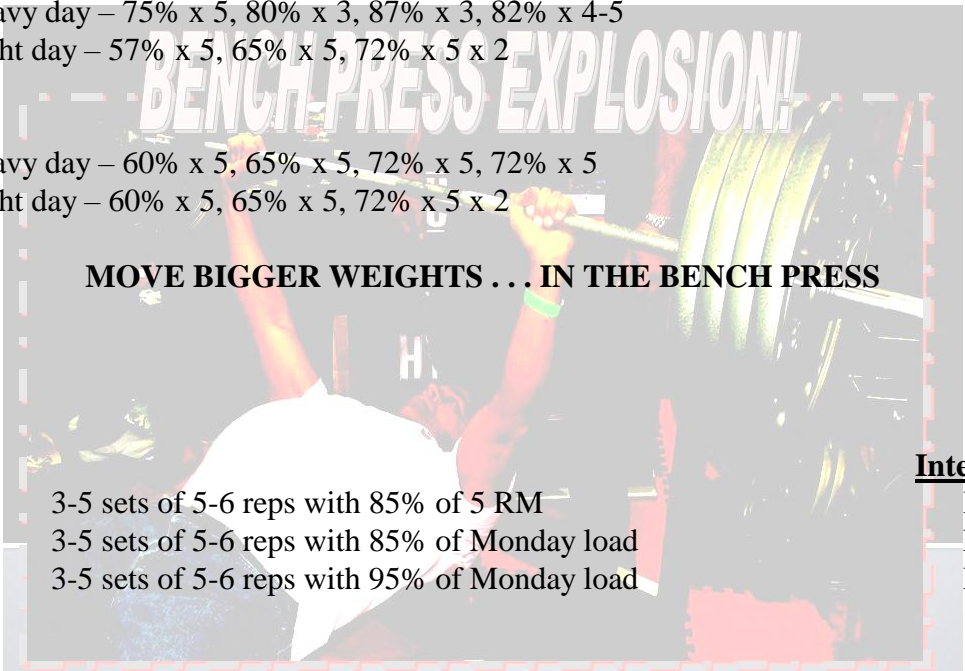 avy day – 75% x 5, 80% x 3, 87% x 3, 82% x 4-5
ht day – 57% x 5, 65% x 5, 72% x 5 x 2
BENCH PRESS EXPLOSION!
avy day – 60% x 5, 65% x 5, 72% x 5, 72% x 5
ht day – 60% x 5, 65% x 5, 72% x 5 x 2
MOVE BIGGER WEIGHTS . . . IN THE BENCH PRESS
Inte
3-5 sets of 5-6 reps with 85% of 5 RM
3-5 sets of 5-6 reps with 85% of Monday load
3-5 sets of 5-6 reps with 95% of Monday load